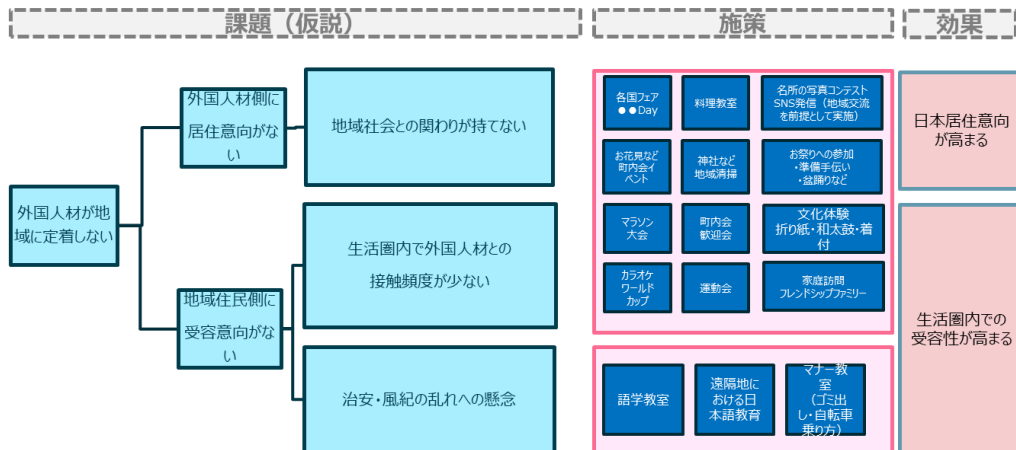 課題（仮説）
施策
効果
外国人材が地
域に定着しない
外国人材側に
居住意向がな
い
地域住民側に
受容意向がな
い
地域社会との関わりが持てない
生活圏内で外国人材との
接触頻度が少ない
治安・風紀の乱れへの懸念
各国フェア
●●Day
料理教室
名所の写真コンテスト
SNS発信（地域交流
を前提として実施）
お花見など
町内会イ
ベント
神社など
地域清掃
お祭りへの参加
・準備手伝い
・盆踊りなど
マラソン
大会
町内会
歓迎会
文化体験
折り紙・和太鼓・着
付
カラオケ
ワールド
カップ
運動会
家庭訪問
フレンドシップファミリー
語学教室
遠隔地に
おける日
本語教育
マナー教
室
（ゴミ出
し・自転車
乗り方）
日本居住意向
が高まる
生活圏内での
受容性が高まる